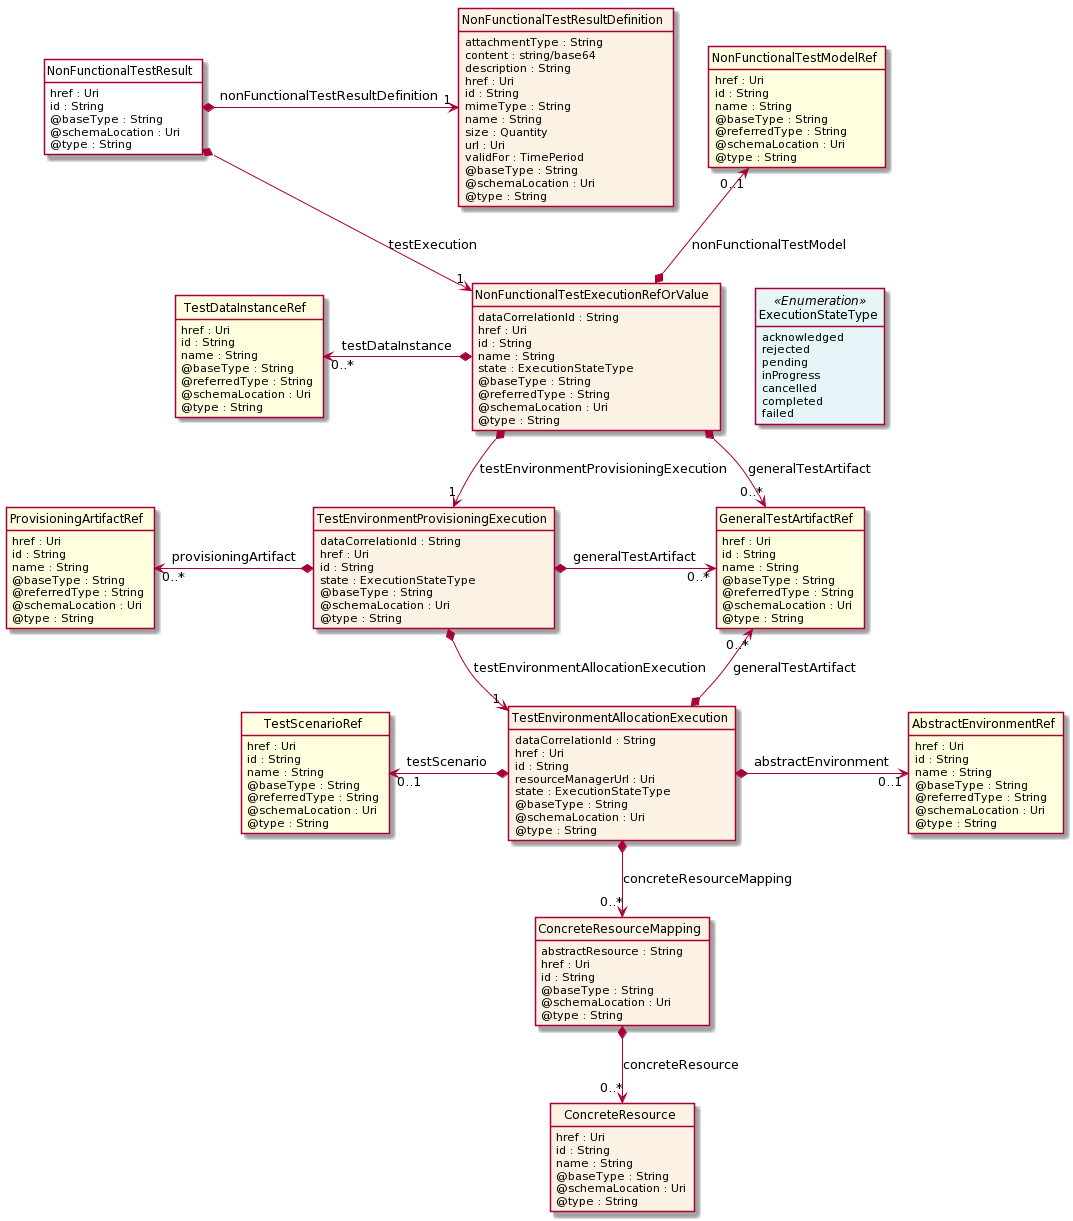 NonFunctionalTestResultDefinition
attachmentType : String
content : string/base64
description : String
href : Uri
id : String
mimeType : String
name : String
size : Quantity
url : Uri
validFor : TimePeriod
@baseType : String
@schemaLocation : Uri
@type : String
NonFunctionalTestResult
href : Uri
id : String
@baseType : String
@schemaLocation : Uri
@type : String
nonFunctionalTestResultDefinition
1
NonFunctionalTestModelRef
href : Uri
id : String
name : String
@baseType : String
@referredType : String
@schemaLocation : Uri
@type : String
0..1
testExecution
nonFunctionalTestModel
1
NonFunctionalTestExecutionRefOrValue
dataCorrelationId : String
href : Uri
id : String
name : String
state : ExecutionStateType
@baseType : String
@referredType : String
@schemaLocation : Uri
@type : String
«Enumeration»
ExecutionStateType
acknowledged
rejected
pending
inProgress
cancelled
completed
failed
TestDataInstanceRef
href : Uri
id : String
name : String
@baseType : String
@referredType : String
@schemaLocation : Uri
@type : String
testDataInstance
0..*
testEnvironmentProvisioningExecution
1
generalTestArtifact
0..*
ProvisioningArtifactRef
href : Uri
id : String
name : String
@baseType : String
@referredType : String
@schemaLocation : Uri
@type : String
provisioningArtifact
0..*
TestEnvironmentProvisioningExecution
dataCorrelationId : String
href : Uri
id : String
state : ExecutionStateType
@baseType : String
@schemaLocation : Uri
@type : String
generalTestArtifact
0..*
GeneralTestArtifactRef
href : Uri
id : String
name : String
@baseType : String
@referredType : String
@schemaLocation : Uri
@type : String
0..*
testEnvironmentAllocationExecution
generalTestArtifact
1
TestScenarioRef
href : Uri
id : String
name : String
@baseType : String
@referredType : String
@schemaLocation : Uri
@type : String
testScenario
0..1
TestEnvironmentAllocationExecution
dataCorrelationId : String
href : Uri
id : String
resourceManagerUrl : Uri
state : ExecutionStateType
@baseType : String
@schemaLocation : Uri
@type : String
abstractEnvironment
0..1
AbstractEnvironmentRef
href : Uri
id : String
name : String
@baseType : String
@referredType : String
@schemaLocation : Uri
@type : String
concreteResourceMapping
0..*
ConcreteResourceMapping
abstractResource : String
href : Uri
id : String
@baseType : String
@schemaLocation : Uri
@type : String
concreteResource
0..*
ConcreteResource
href : Uri
id : String
name : String
@baseType : String
@schemaLocation : Uri
@type : String